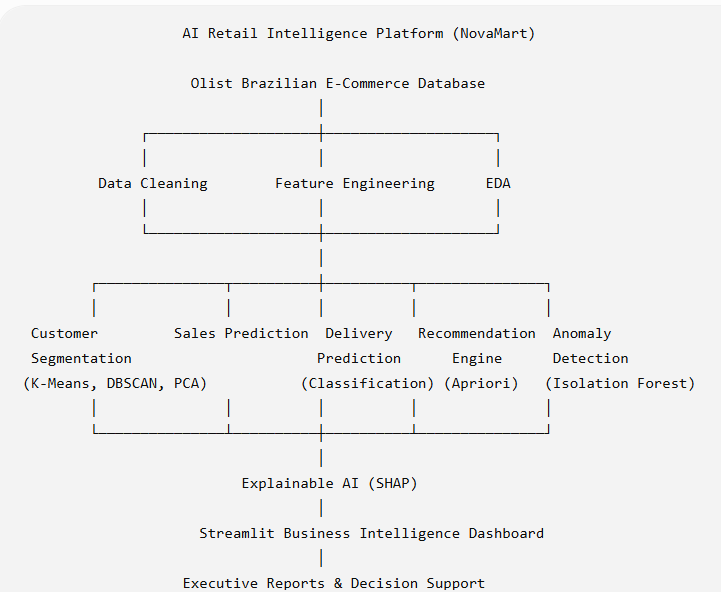 AI Retail Intelligence Platform (NovaMart)
Olist Brazilian E-Commerce Database
Data Cleaning Feature Engineering EDA
Customer Sales Prediction Delivery Recommendation Anomaly
Segmentation Prediction Engine Detection
(K-Means, DBSCAN, PCA) (Classification) (Apriori) (Isolation Forest)
Explainable AI (SHAP)
Streamlit Business Intelligence Dashboard
Executive Reports & Decision Support